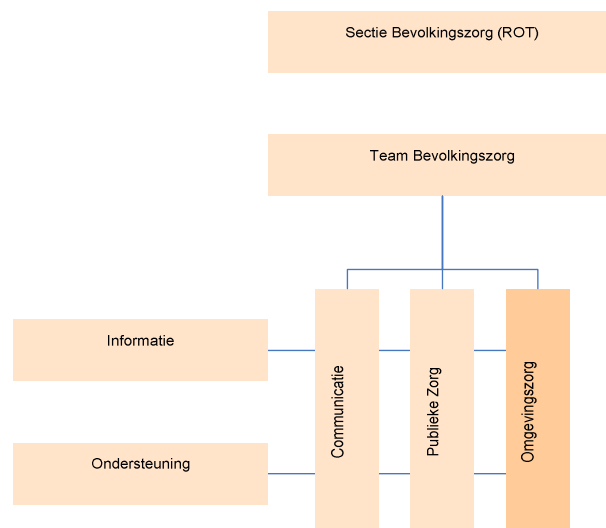 Sectie Bevolkingszorg (ROT)
Team Bevolkingszorg
Informatie
Ondersteuning
Communicatie
Publieke Zorg
Omgevingszorg